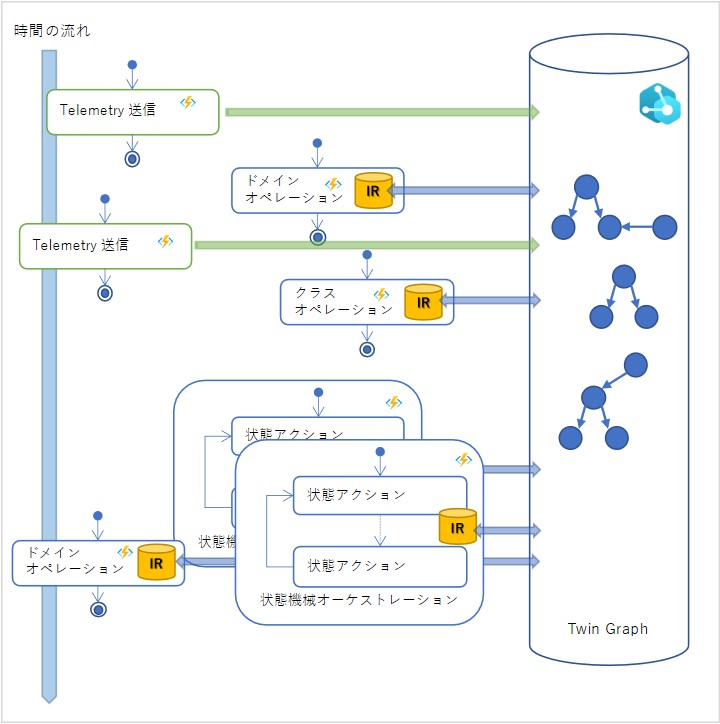 時間の流れ
Telemetry 送信
ドメイン
オペレーション
IR
Telemetry 送信
クラス
オペレーション
IR
状態アクション
状態機
状態アクション
IR
状態アクション
状態機械オーケストレーション
ドメイン
オペレーション
IR
Twin Graph